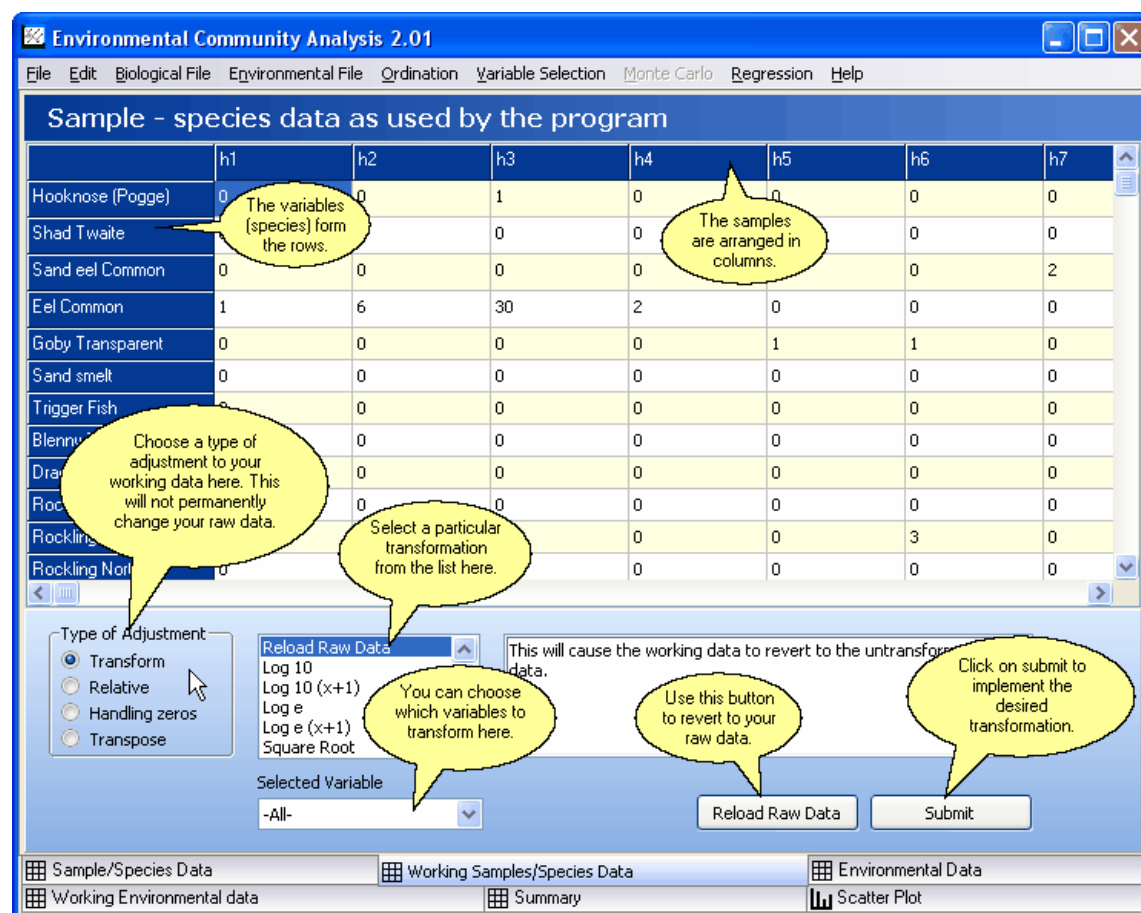 Environmental Community Analysis 2.01
File Edit Biological File Environmental File Ordination Variable Selection Monte Carlo Regression Help
Sample - species data as used by the program
h1 h2 h3 h4 h5 h6 h7
Hooknose (Pogge) 0 0 1 0 0 0 0
The variables
(species) form
the rows.
The samples
are arranged in
columns.
Shad Twaite 0 0 0 0
Sand eel Common 0 0 0 0 0 2
Eel Common 1 6 30 2 0 0 0
Goby Transparent 0 0 0 0 1 1 0
Sand smelt 0 0 0 0 0 0 0
Trigger Fish 0 0 0 0 0 0
Blenny 0 0 0 0 0 0
0 0 0 0 0 0
0 0 0 0 0 0
Rockling 0 0 3 0
Rockling 0 0 0 0 0
Choose a type of
adjustment to your
working data here. This
will not permanently
change your raw data.
Select a particular
transformation
from the list here.
Type of Adjustment
Transform
Relative
Handling zeros
Transpose
Reload Raw Data
Log 10
Log 10 (x+1)
Log e
Log e (x+1)
Square Root
You can choose
which variables to
transform here.
This will cause the working data to revert to the
data.
Use this button
to revert to your
raw data.
Click on submit to
implement the
desired
transformation.
Selected Variable
-All-
Reload Raw Data Submit
Sample/Species Data Working Samples/Species Data Environmental Data
Working Environmental data Summary Scatter Plot